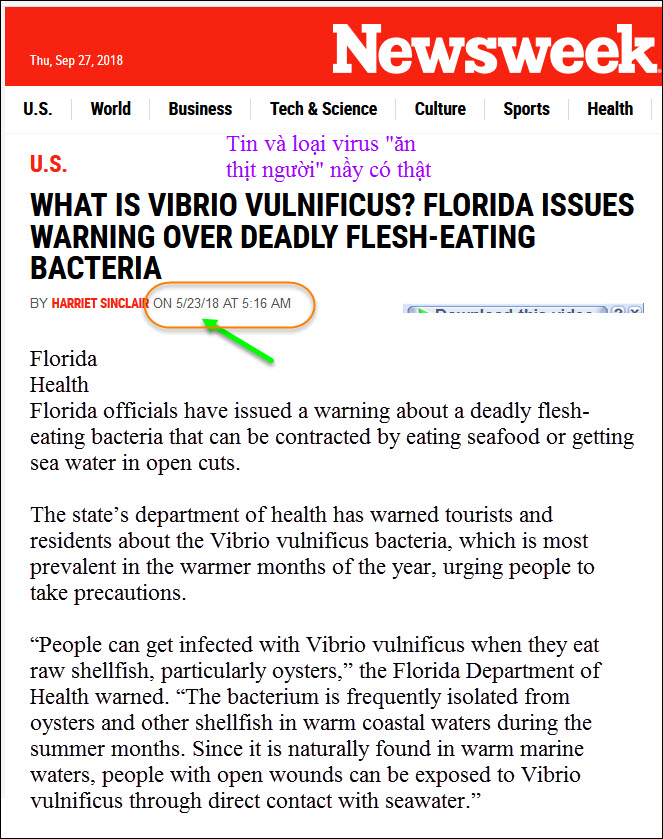 Thu, Sep 27, 2018
Newsweek
U.S.
World
Business
Tech & Science
Culture
Sports
Health
Tin và loại virus "ăn
thịt người" nầy có thật
U.S.
WHAT IS VIBRIO VULNIFICUS? FLORIDA ISSUES
WARNING OVER DEADLY FLESH-EATING
BACTERIA
BY HARRIET SINCLAIR ON 5/23/18 AT 5:16 AM
Download this video ? X
Florida
Health
Florida officials have issued a warning about a deadly flesh-
eating bacteria that can be contracted by eating seafood or getting
sea water in open cuts.
The state’s department of health has warned tourists and
residents about the Vibrio vulnificus bacteria, which is most
prevalent in the warmer months of the year, urging people to
take precautions.
“People can get infected with Vibrio vulnificus when they eat
raw shellfish, particularly oysters,” the Florida Department of
Health warned. “The bacterium is frequently isolated from
oysters and other shellfish in warm coastal waters during the
summer months. Since it is naturally found in warm marine
waters, people with open wounds can be exposed to Vibrio
vulnificus through direct contact with seawater.”